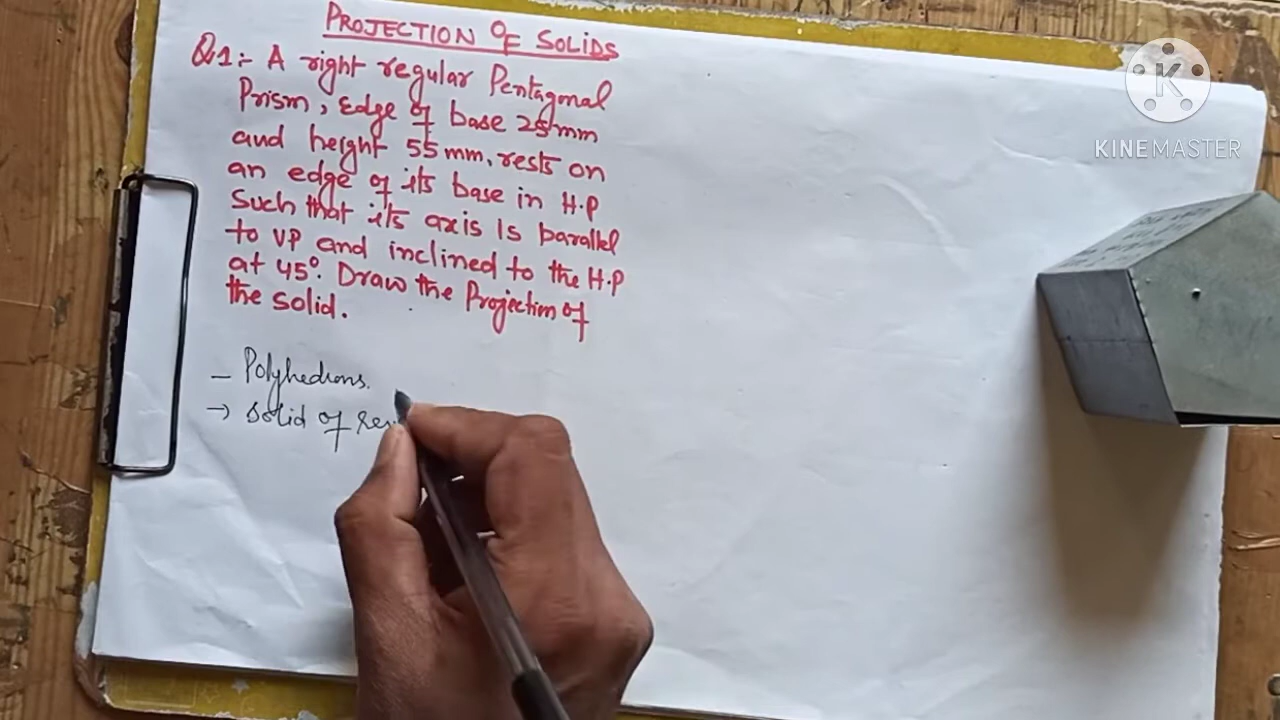 PROJECTION OF SOLIDS
Q1:- A right regular Pentagonal
Prism, Edge of base 25mm
and height 55mm, rests on
an edge of its base in H.P
Such that its axis is parallel
to VP and inclined to the H.P
at 45°. Draw the Projection of
the solid.
- Polyhedrons.
→ Solid of
K
KINEMASTER